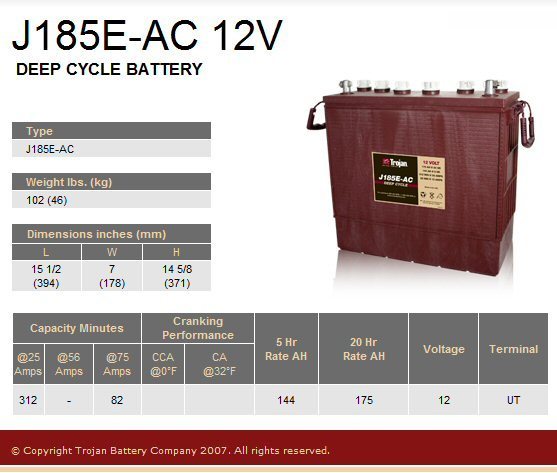 J185E-AC 12V
DEEP CYCLE BATTERY
Type
J185E-AC
Weight lbs. (kg)
102 (46)
Dimensions inches (mm)
L W H
15 1/2 7 14 5/8
(394) (178) (371)
Trojan
12 VOLT
J185E-AC
DEEP CYCLE
Capacity Minutes Cranking Performance 5 Hr Rate AH 20 Hr Rate AH Voltage Terminal
@25 Amps @56 Amps @75 Amps CCA @0°F CA @32°F
312 - 82 144 175 12 UT
© Copyright Trojan Battery Company 2007. All rights reserved.